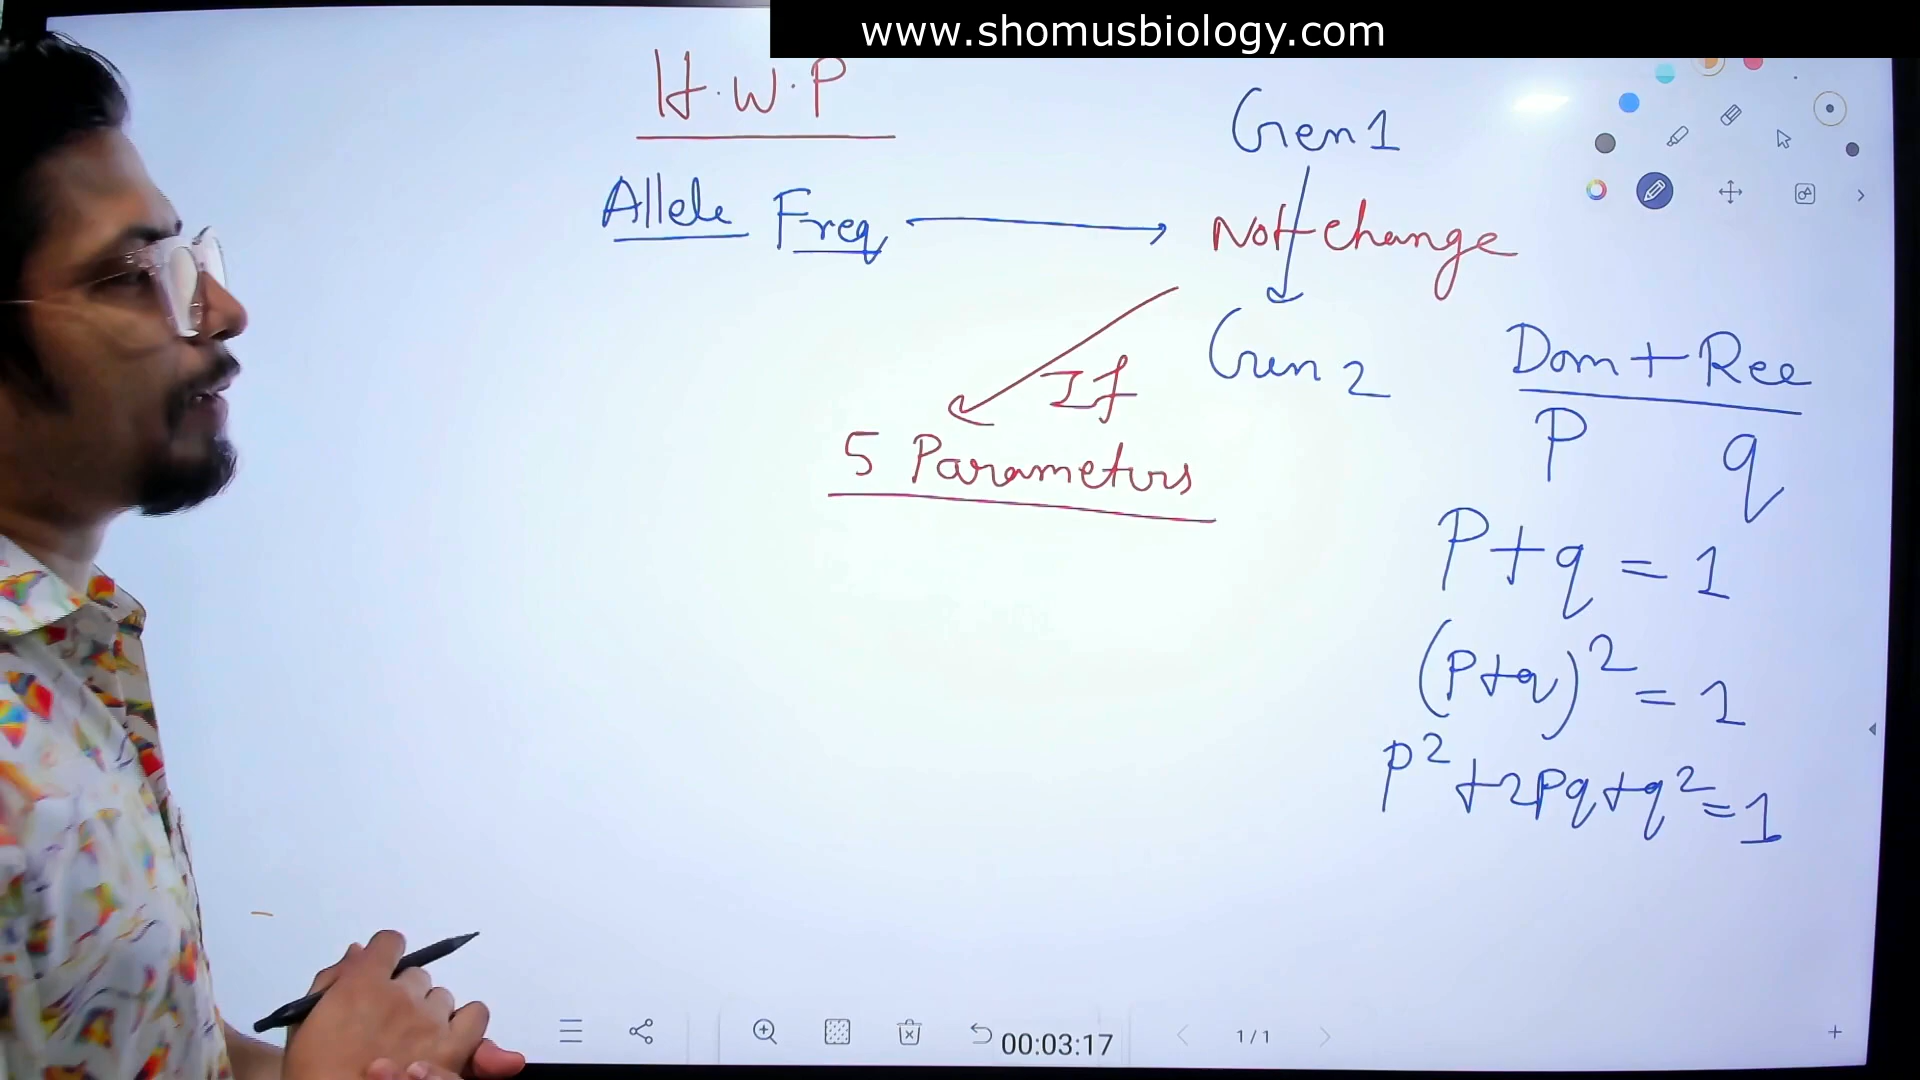 www.shomusbiology.com
H.W.P
Gen 1
Allele Freq → Not change
Gen 2
If
5 Parameters
Dom + Rec
P q
P + q = 1
(P+q)² = 1
P² + 2Pq + q² = 1
00:03:17
1/1